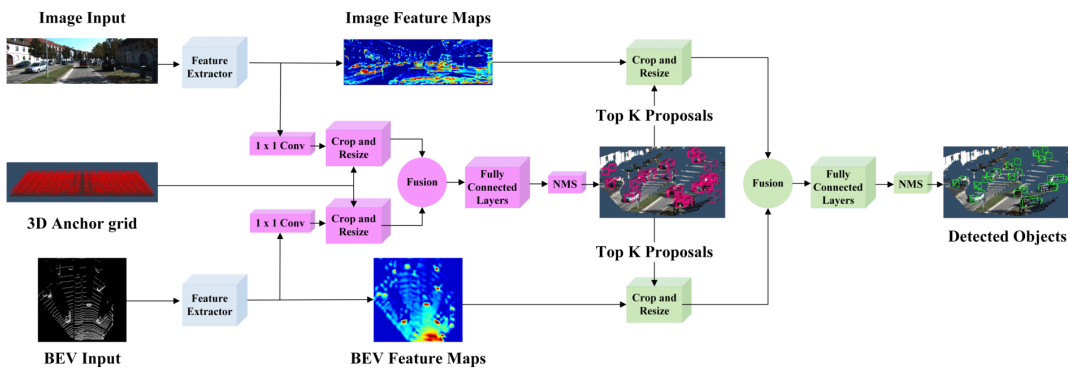 Image Input
Image Feature Maps
Feature
Extractor
Crop and
Resize
Top K Proposals
1 x 1 Conv
Crop and
Resize
Fusion
Fully
Connected
Layers
NMS
3D Anchor grid
1 x 1 Conv
Crop and
Resize
Fusion
Fully
Connected
Layers
NMS
Detected Objects
Top K Proposals
Feature
Extractor
Crop and
Resize
BEV Input
BEV Feature Maps